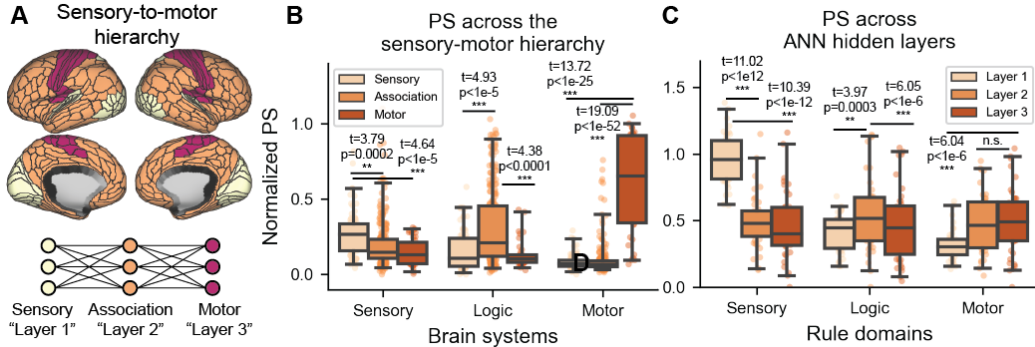 A
Sensory-to-motor
hierarchy
Sensory
"Layer 1"
Association
"Layer 2"
Motor
"Layer 3"
B
PS across the
sensory-motor hierarchy
Normalized PS
1.0
0.5
0.0
Sensory
Association
Motor
t=3.79
p=0.0002
**
t=4.64
p<1e-5
***
t=4.93
p<1e-5
***
t=4.38
p<0.0001
***
t=13.72
p<1e-25
***
t=19.09
p<1e-52
***
D
Sensory
Logic
Motor
Brain systems
C
PS across
ANN hidden layers
1.5
1.0
0.5
0.0
t=11.02
p<1e12
***
t=10.39
p<1e-12
***
t=3.97
p=0.0003
**
t=6.05
p<1e-6
***
Layer 1
Layer 2
Layer 3
t=6.04
p<1e-6
***
n.s.
Sensory
Logic
Motor
Rule domains